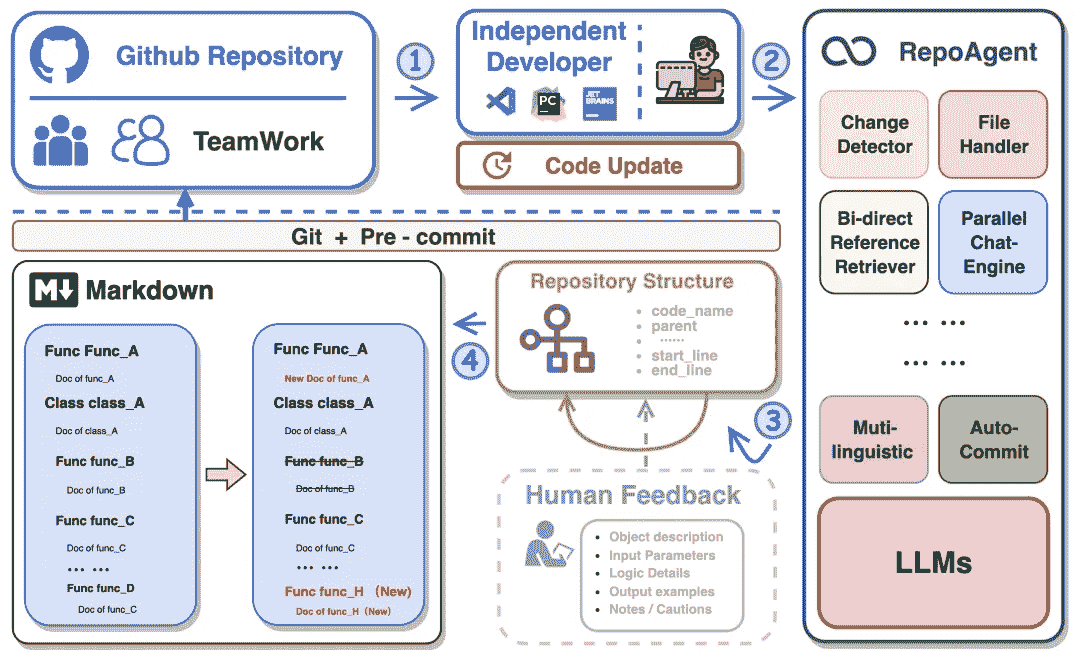 Github Repository
TeamWork
1
Independent
Developer
PC
JET
BRAINS
Code Update
2
RepoAgent
Change
Detector
File
Handler
Bi-direct
Reference
Retriever
Parallel
Chat-
Engine
... ...
... ...
Muti-
linguistic
Auto-
Commit
LLMs
Git + Pre - commit
M Markdown
Func Func_A
Doc of func_A
Class class_A
Doc of class_A
Func func_B
Doc of func_B
Func func_C
Doc of func_C
... ...
Func func_D
Doc of func_C
Func Func_A
New Doc of func_A
Class class_A
Doc of class_A
Func func_B
Doc of func_B
Func func_C
Doc of func_C
... ...
Func func_H (New)
Doc of func_H (New)
4
Repository Structure
• code_name
• parent
• ......
• start_line
• end_line
3
Human Feedback
• Object description
• Input Parameters
• Logic Details
• Output examples
• Notes / Cautions